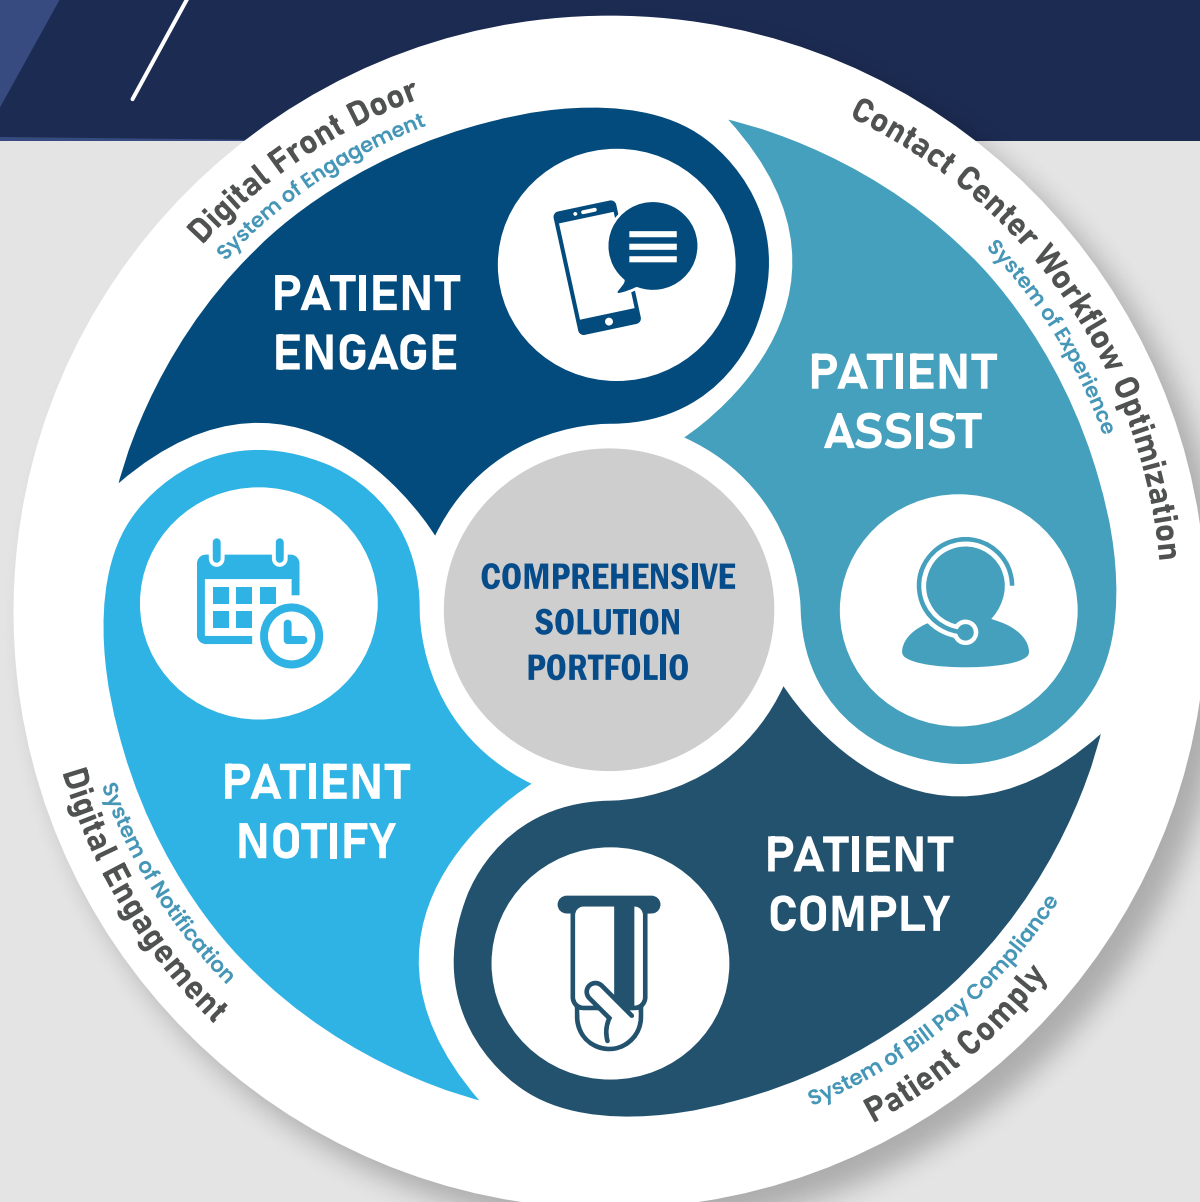 Digital Front Door
System of Engagement
Contact Center Workflow Optimization
System of Experience
PATIENT
ENGAGE
PATIENT
ASSIST
COMPREHENSIVE
SOLUTION
PORTFOLIO
PATIENT
NOTIFY
PATIENT
COMPLY
System of Notification
Digital Engagement
System of Bill Pay Compliance
Patient Comply